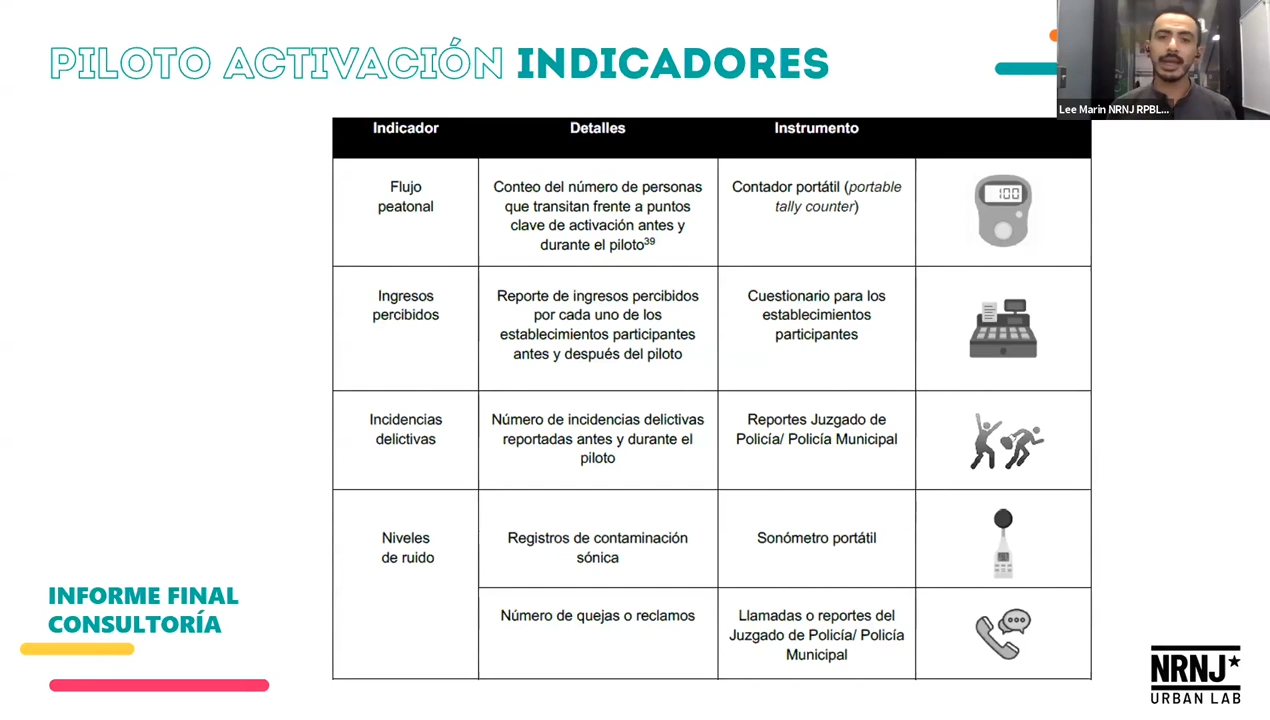 PILOTO ACTIVACIÓN INDICADORES
Lee Marin NRNJ RPBL...
Indicador
Detalles
Instrumento
Flujo
peatonal
Conteo del número de personas
que transitan frente a puntos
clave de activación antes y
durante el piloto39
Contador portátil (portable
tally counter)
100
Ingresos
percibidos
Reporte de ingresos percibidos
por cada uno de los
establecimientos participantes
antes y después del piloto
Cuestionario para los
establecimientos
participantes
Incidencias
delictivas
Número de incidencias delictivas
reportadas antes y durante el
piloto
Reportes Juzgado de
Policía/ Policía Municipal
Niveles
de ruido
Registros de contaminación
sónica
Sonómetro portátil
Número de quejas o reclamos
Llamadas o reportes del
Juzgado de Policía/ Policía
Municipal
INFORME FINAL
CONSULTORÍA
NRNJ
URBAN LAB